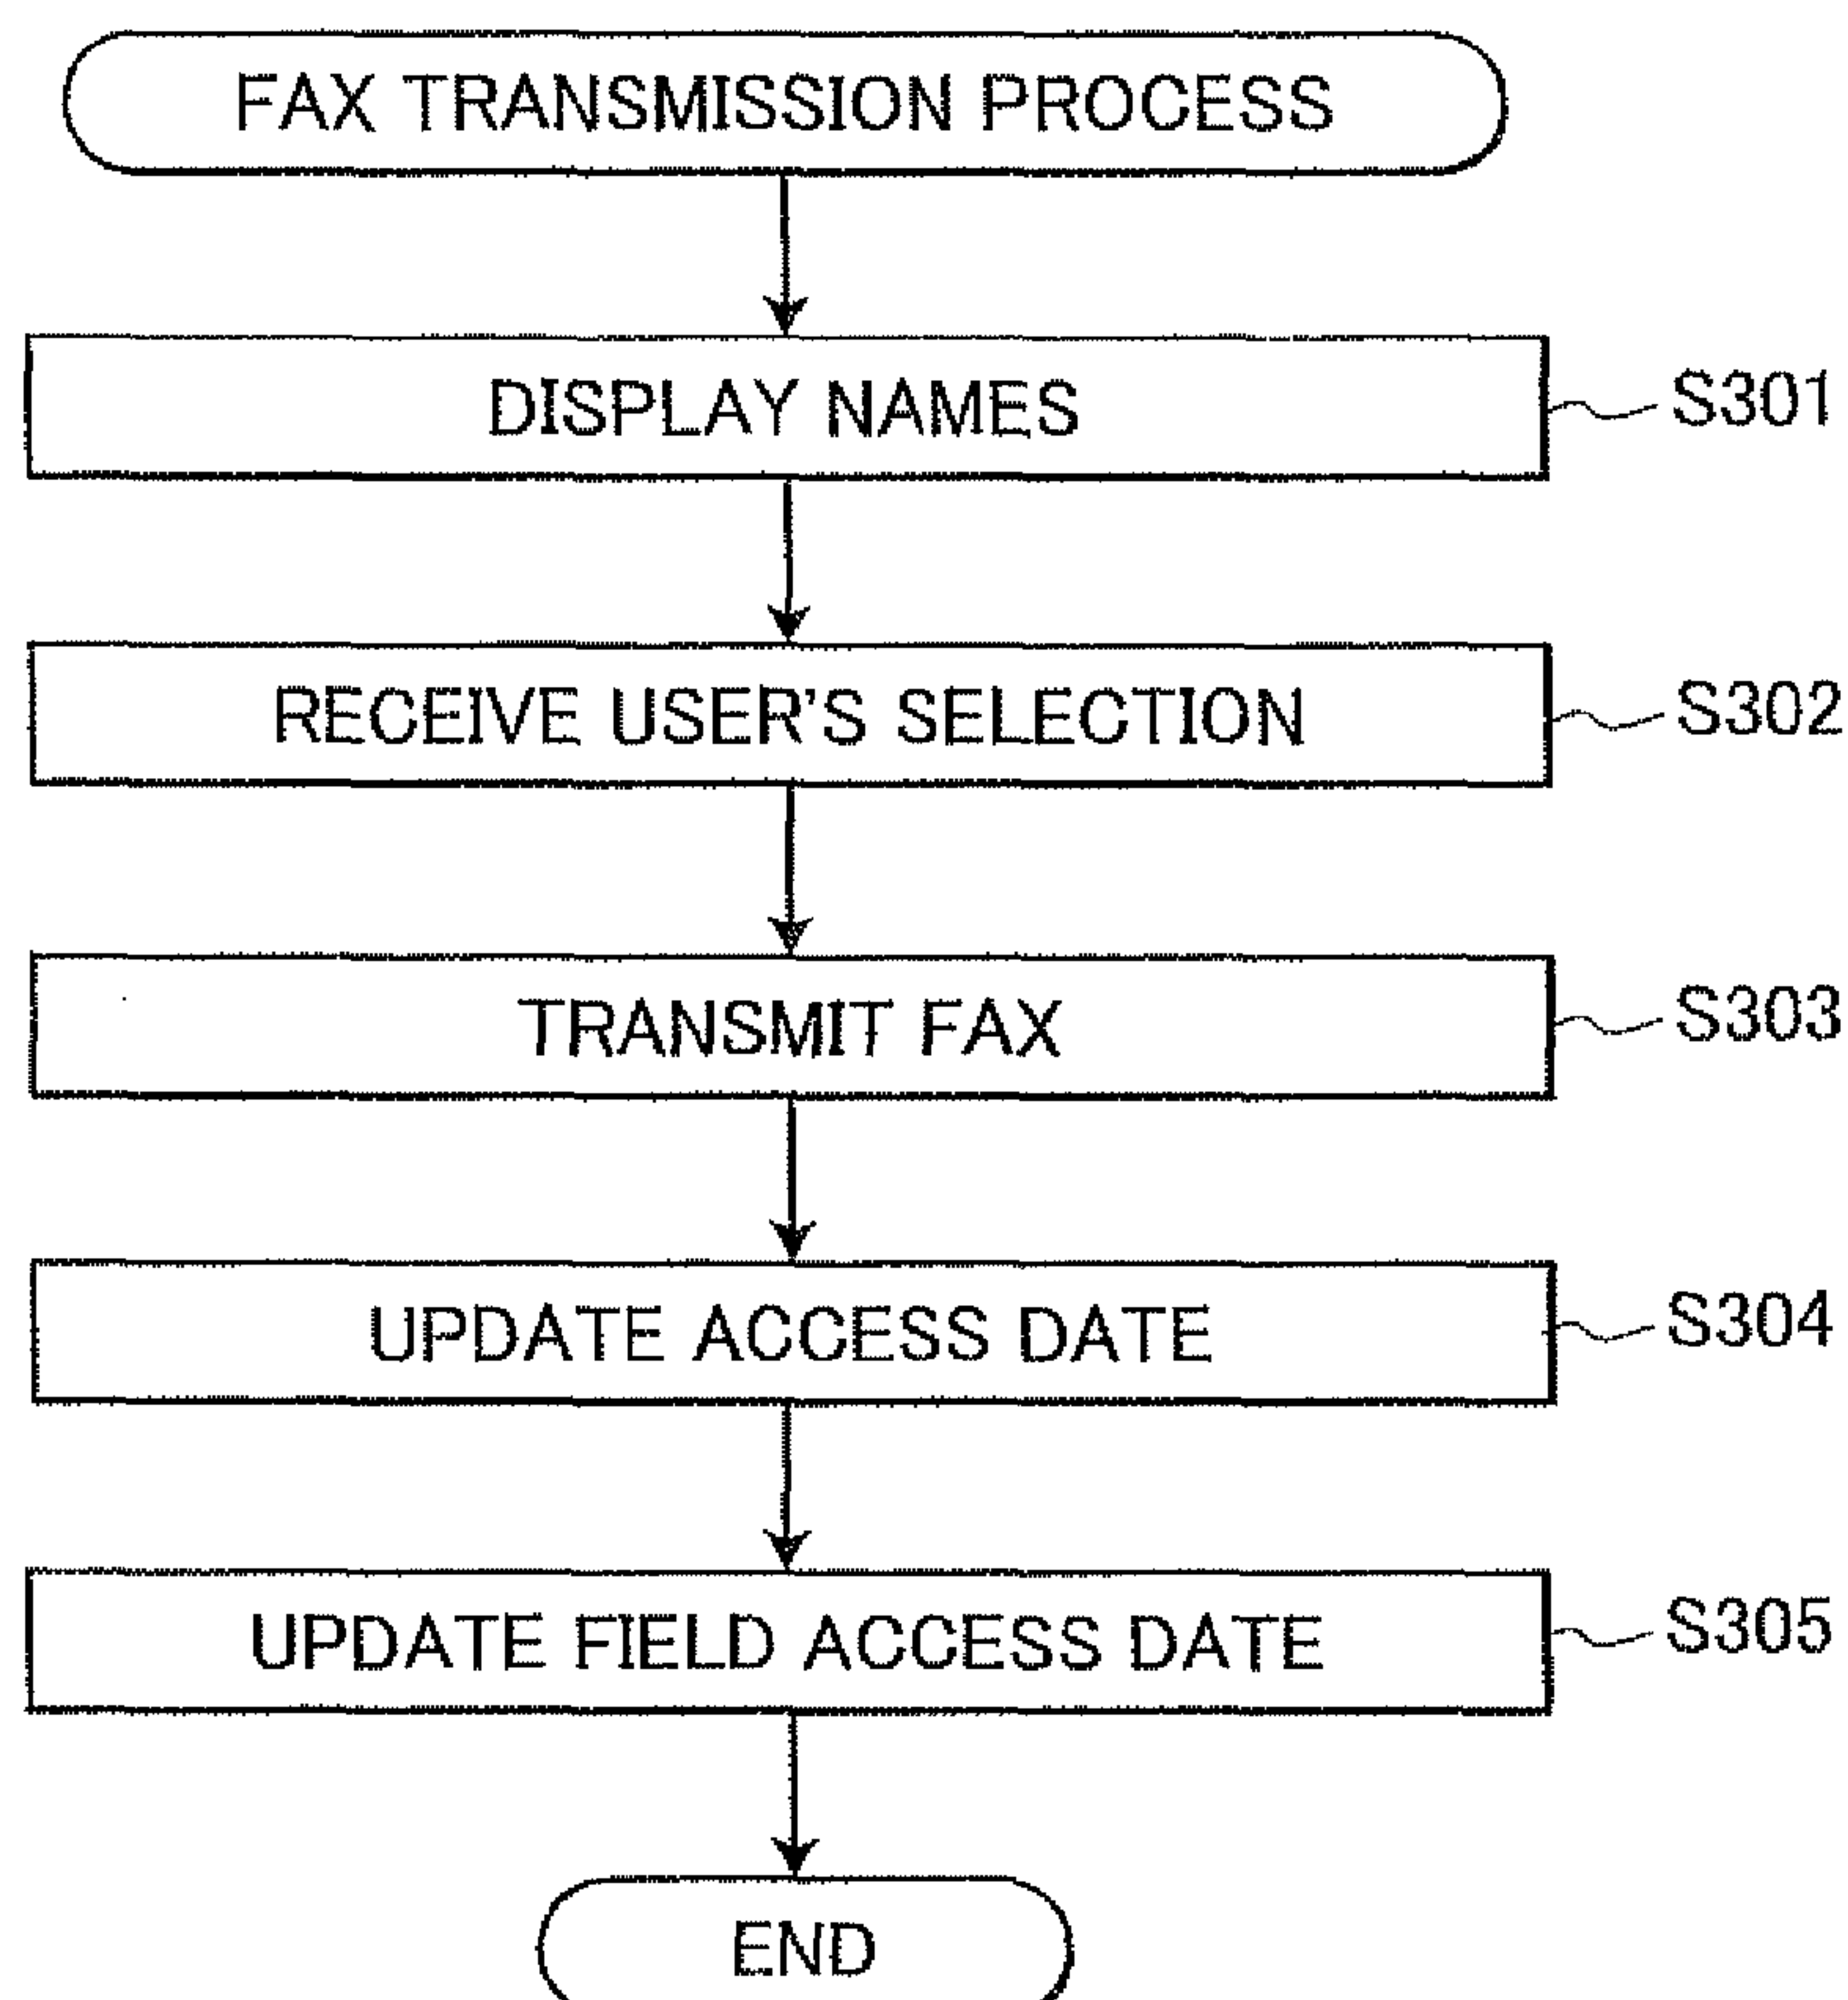 FAX TRANSMISSION PROCESS
DISPLAY NAMES
S301
RECEIVE USER'S SELECTION
S302
TRANSMIT FAX
S303
UPDATE ACCESS DATE
S304
UPDATE FIELD ACCESS DATE
S305
END